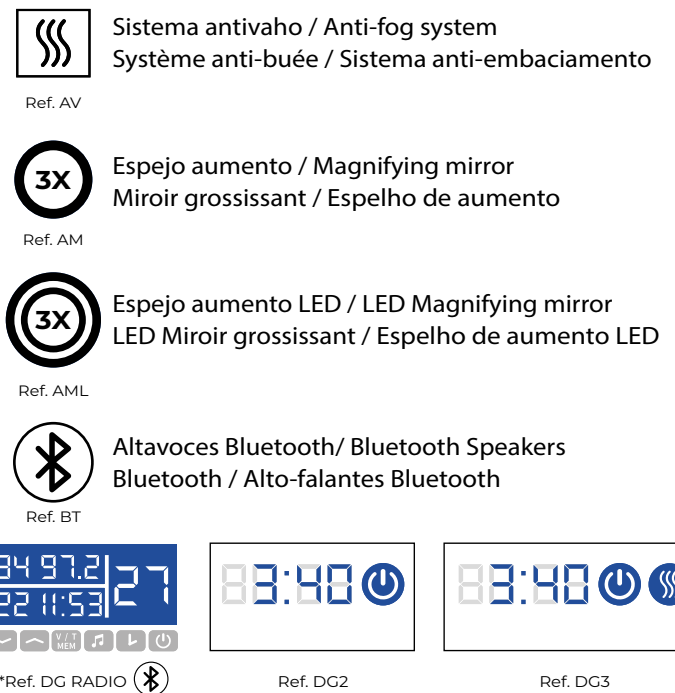 Sistema antivaho / Anti-fog system
Système anti-buée / Sistema anti-embaciamento
Ref. AV
3X
Espejo aumento / Magnifying mirror
Miroir grossissant / Espelho de aumento
Ref. AM
3X
Espejo aumento LED / LED Magnifying mirror
LED Miroir grossissant / Espelho de aumento LED
Ref. AML
Altavoces Bluetooth/ Bluetooth Speakers
Bluetooth / Alto-falantes Bluetooth
Ref. BT
97.2
11:53
27
V / T
MEM
*Ref. DG RADIO
3:40
Ref. DG2
3:40
Ref. DG3